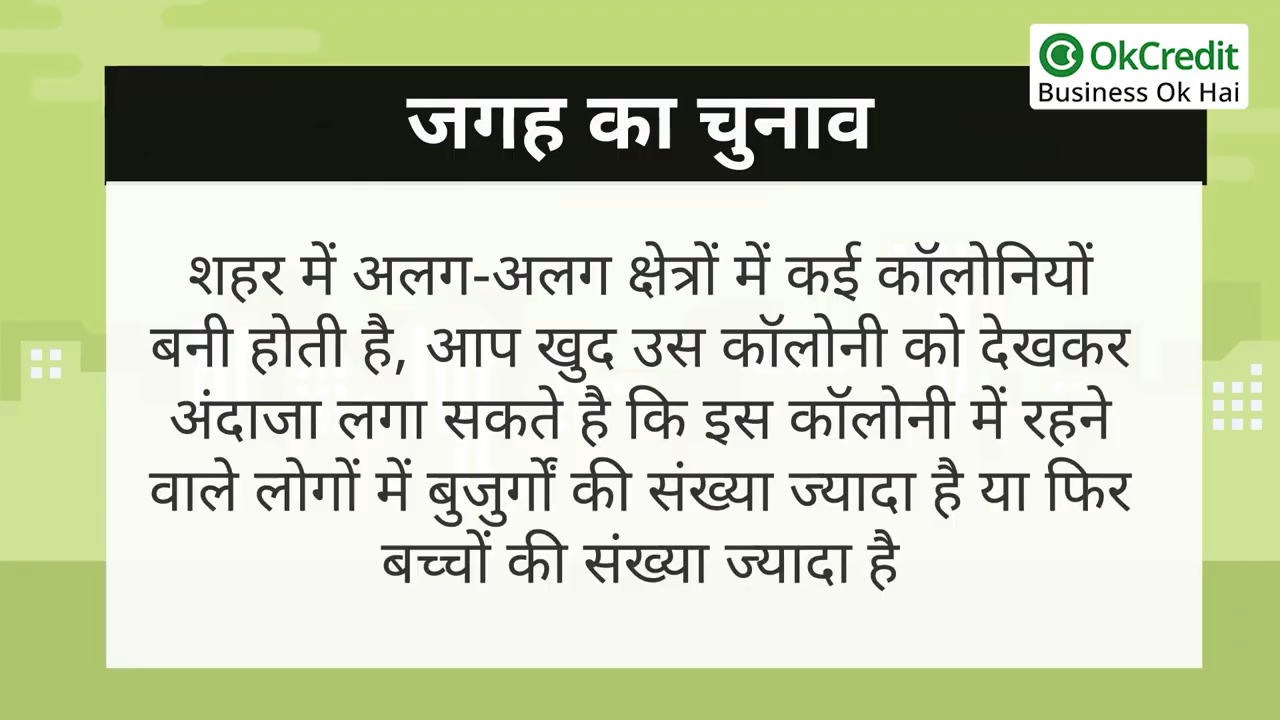 OkCredit
Business Ok Hai
जगह का चुनाव
शहर में अलग-अलग क्षेत्रों में कई कॉलोनियों
बनी होती है, आप खुद उस कॉलोनी को देखकर
अंदाजा लगा सकते है कि इस कॉलोनी में रहने
वाले लोगों में बुजुर्गों की संख्या ज्यादा है या फिर
बच्चों की संख्या ज्यादा है